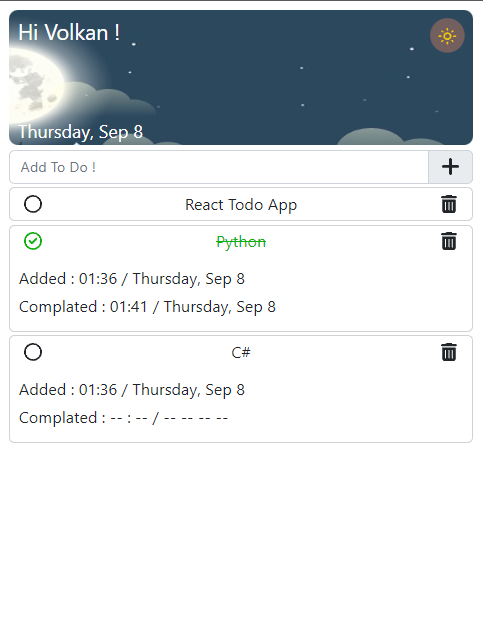 Hi Volkan !
Thursday, Sep 8
Add To Do !
React Todo App
Python
Added : 01:36 / Thursday, Sep 8
Complated : 01:41 / Thursday, Sep 8
C#
Added : 01:36 / Thursday, Sep 8
Complated : -- : -- / -- -- -- --